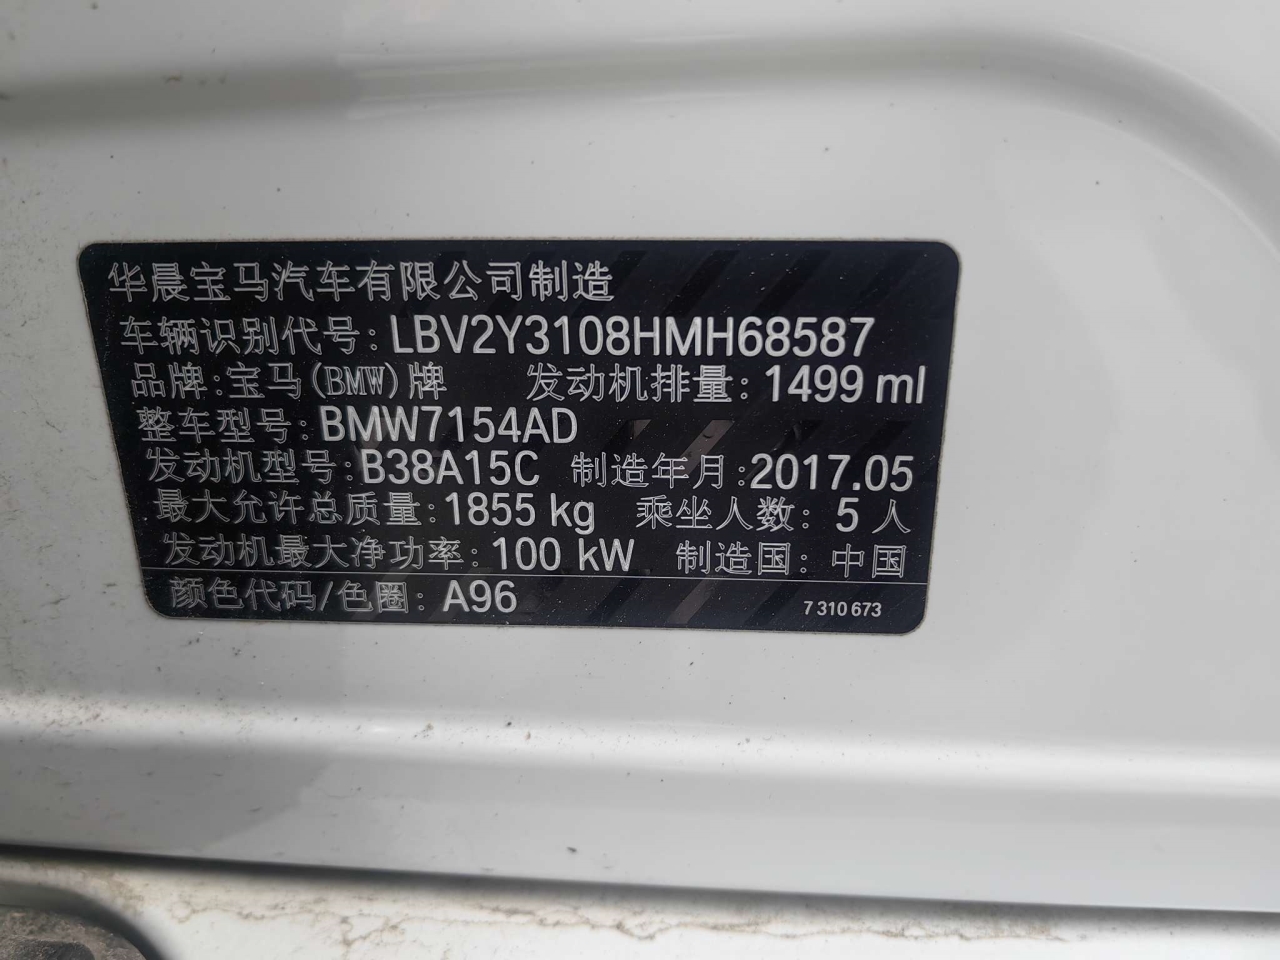 华晨宝马汽车有限公司制造
车辆识别代号: LBV2Y3108HMH68587
品牌:宝马(BMW)牌 发动机排量: 1499 ml
整车型号: BMW7154AD
发动机型号: B38A15C 制造年月:2017.05
最大允许总质量:1855 kg 乘坐人数: 5 人
发动机最大净功率: 100 kW 制造国: 中国
颜色代码/色圈: A96 7 310 673